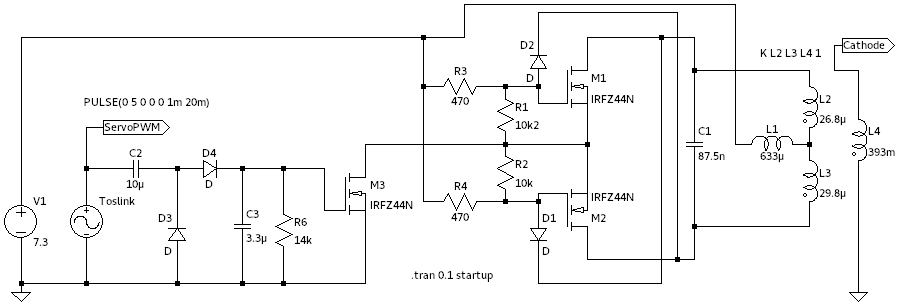 Cathode
K L2 L3 L4 1
D2
D
M1
IRFZ44N
R3
470
R1
10k2
L2
26.8µ
L4
393m
C1
87.5n
L1
633µ
PULSE(0 5 0 0 0 1m 20m)
ServoPWM
C2
10µ
D4
D
M3
IRFZ44N
R2
10k
R4
470
IRFZ44N
M2
L3
29.8µ
V1
7.3
Toslink
D3
D
C3
3.3µ
R6
14k
D1
D
.tran 0.1 startup